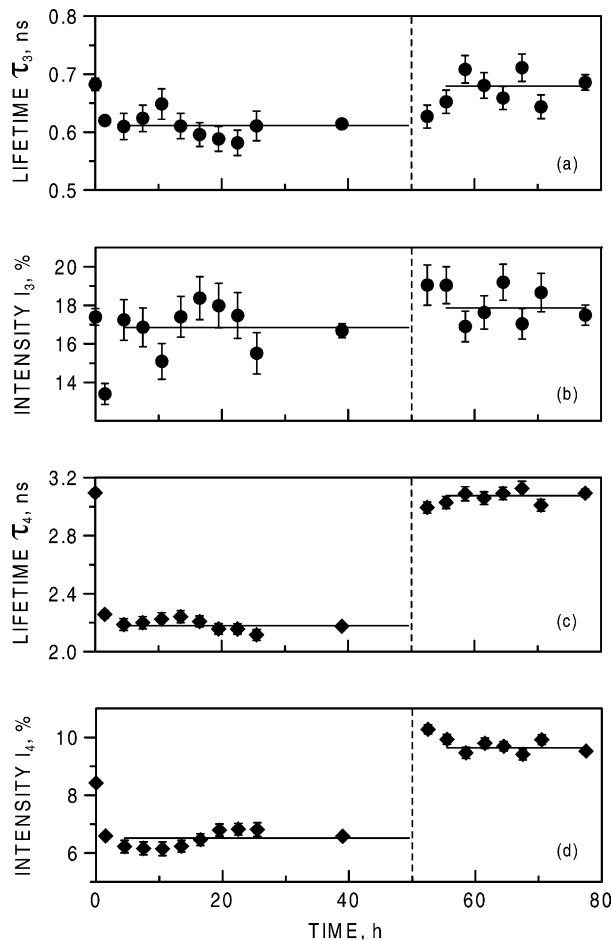 0.8
0.7
0.6
0.5
LIFETIME τ₃, ns
(a)
20
18
16
14
INTENSITY I₃, %
(b)
3.2
2.8
2.4
2.2
2.0
LIFETIME τ₄, ns
(c)
10
8
6
INTENSITY I₄, %
(d)
0 20 40 60 80
TIME, h